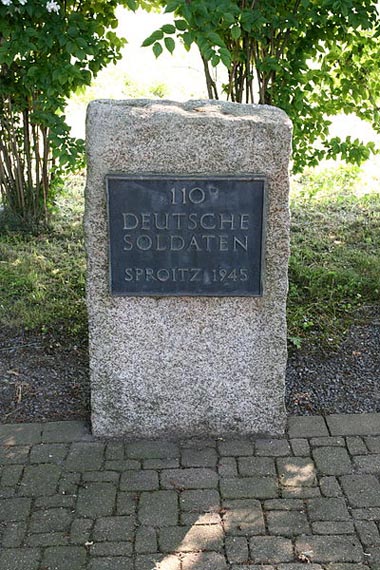 110
DEUTSCHE
SOLDATEN
SPROITZ 1945